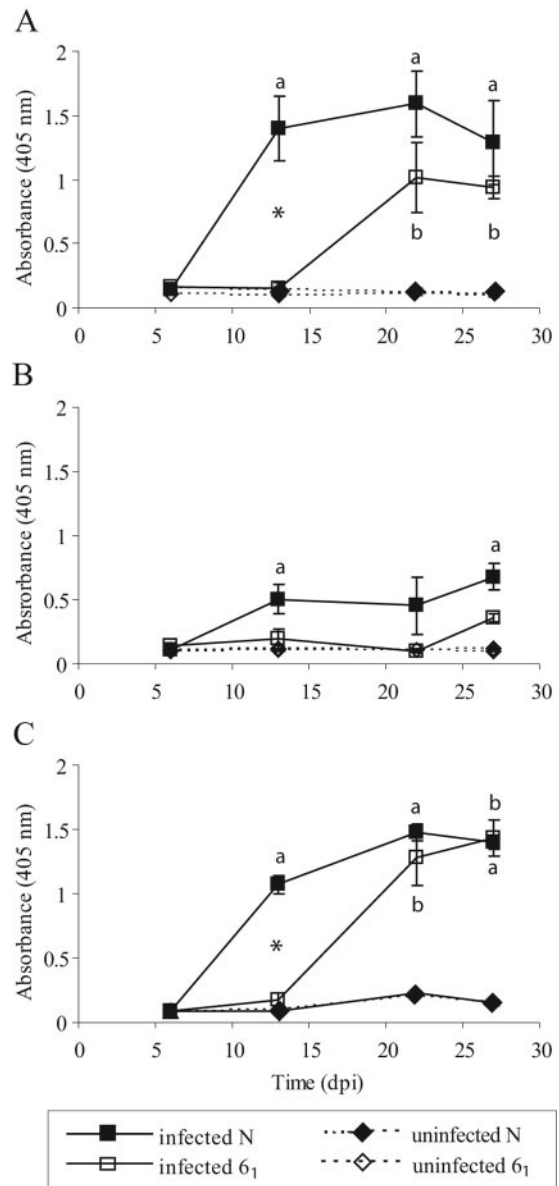 A
2
1.5
1
0.5
0
Absorbance (405 nm)
a
a
a
*
b
b
0 5 10 15 20 25 30
B
2
1.5
1
0.5
0
Absrorbance (405 nm)
a
a
0 5 10 15 20 25 30
C
2
1.5
1
0.5
0
Absorbance (405 nm)
a
a
b
a
*
b
0 5 10 15 20 25 30
Time (dpi)
infected N
uninfected N
infected 6₁
uninfected 6₁